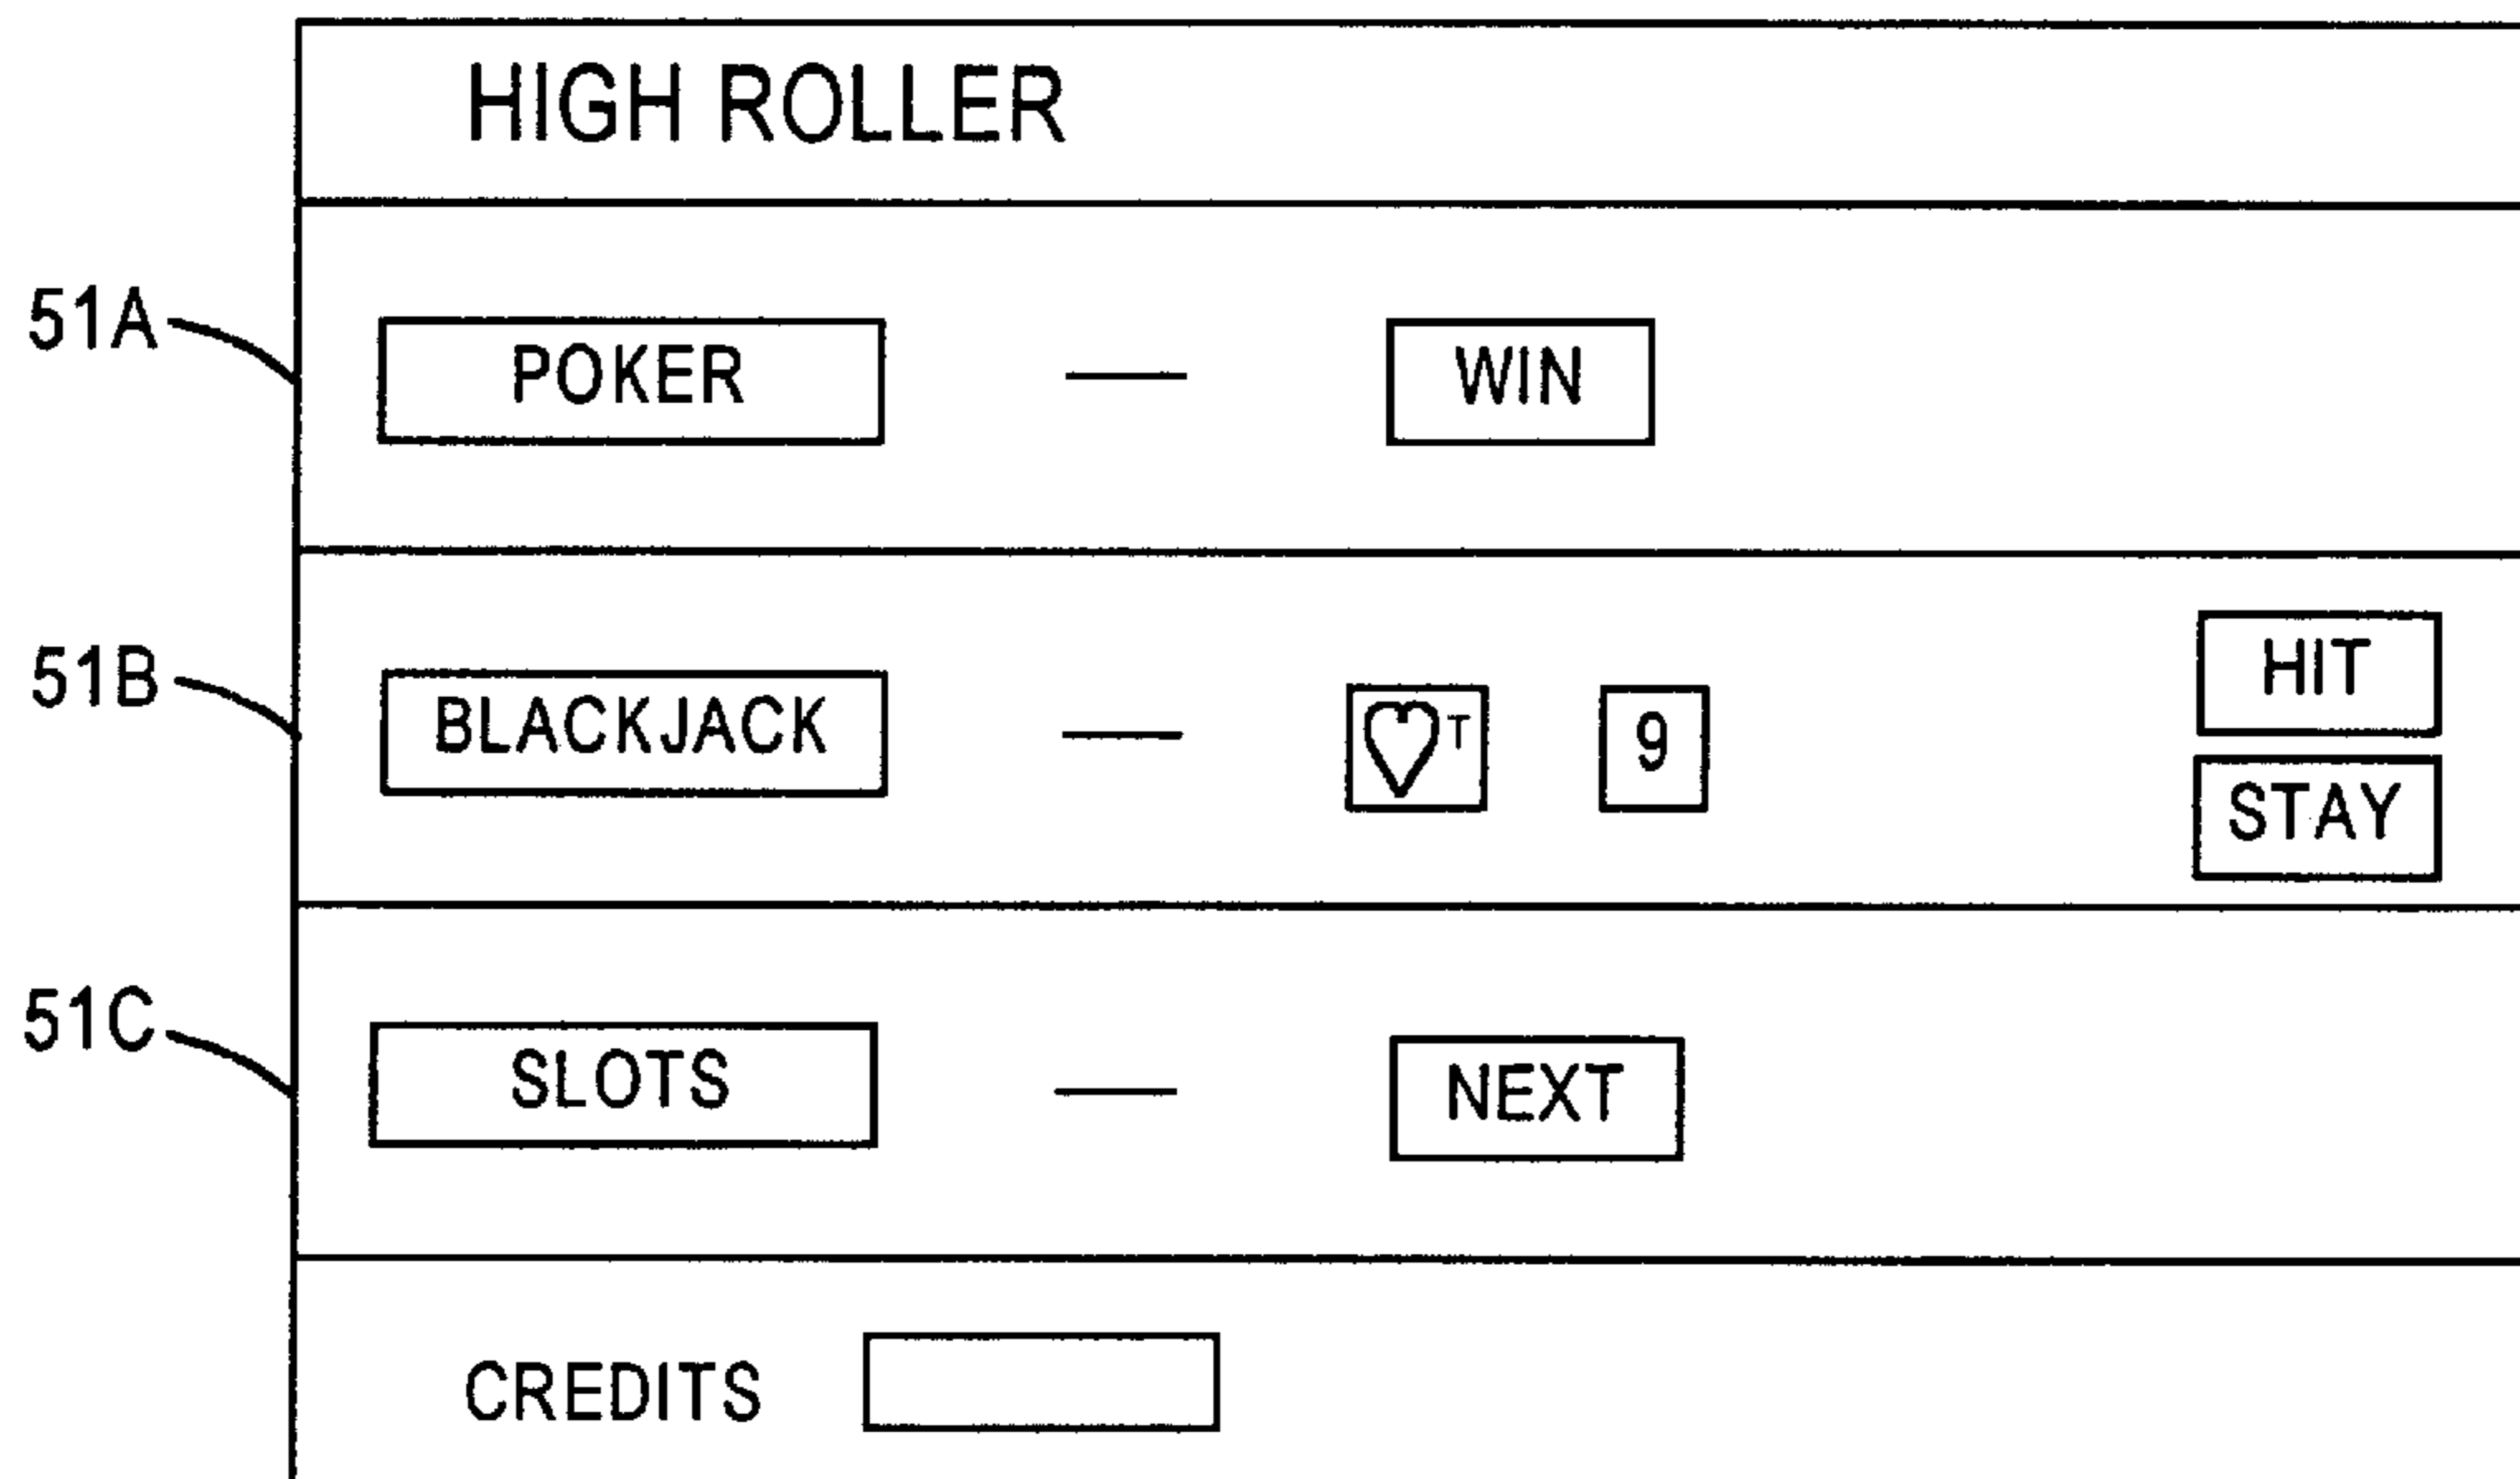 HIGH ROLLER
51A POKER — WIN
51B BLACKJACK — ♡T 9 HIT
STAY
51C SLOTS — NEXT
CREDITS